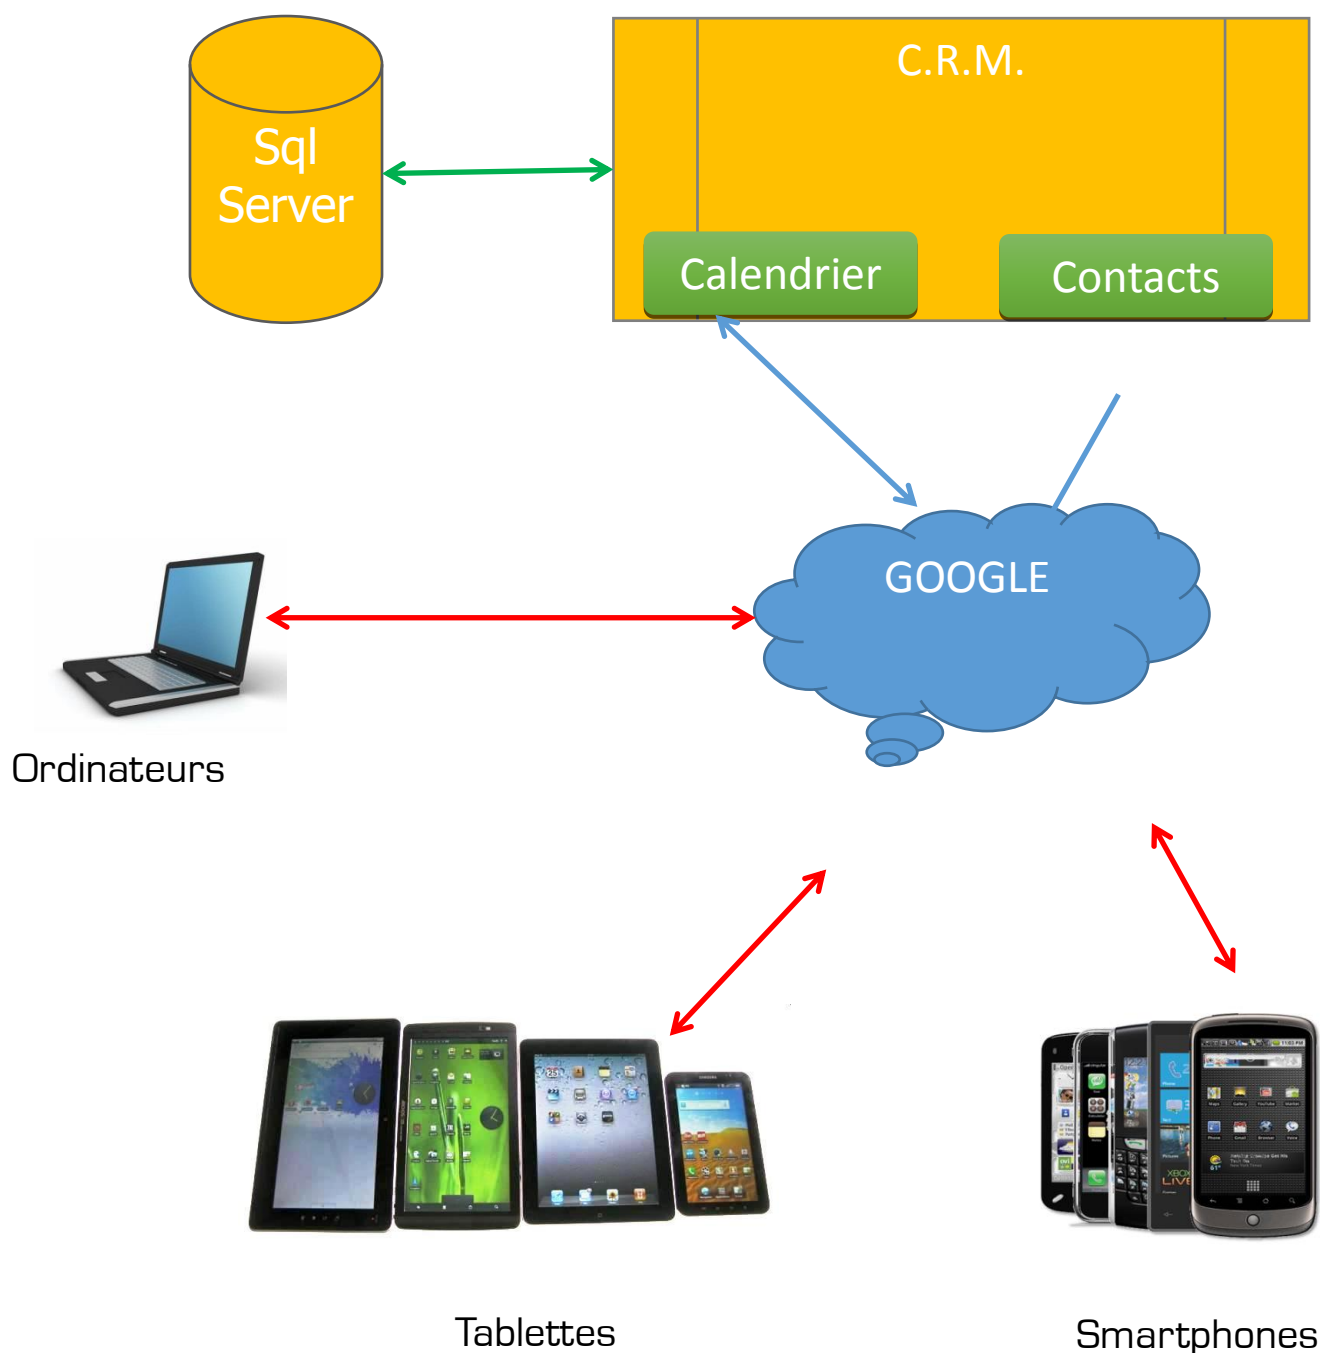 C.R.M.
Sql
Server
Calendrier
Contacts
GOOGLE
Ordinateurs
Tablettes
Smartphones